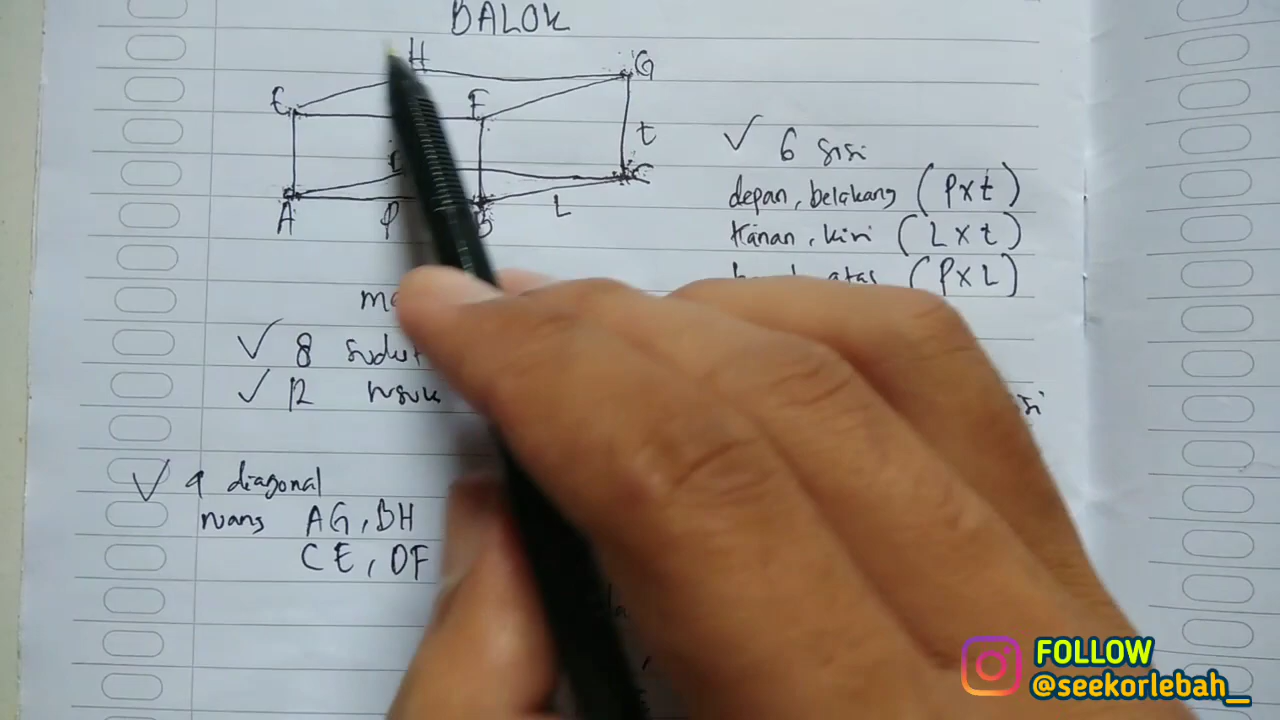 BALOK
H
G
E
F
t
C
A
P
B
L
✓ 6 sisi
depan, belakang (P x t)
kanan, kiri (L x t)
atas (P x L)
✓ 8 sudut
✓ 12 rusuk
✓ 4 diagonal
ruang AG, BH
CE, DF
FOLLOW
@seekorlebah_